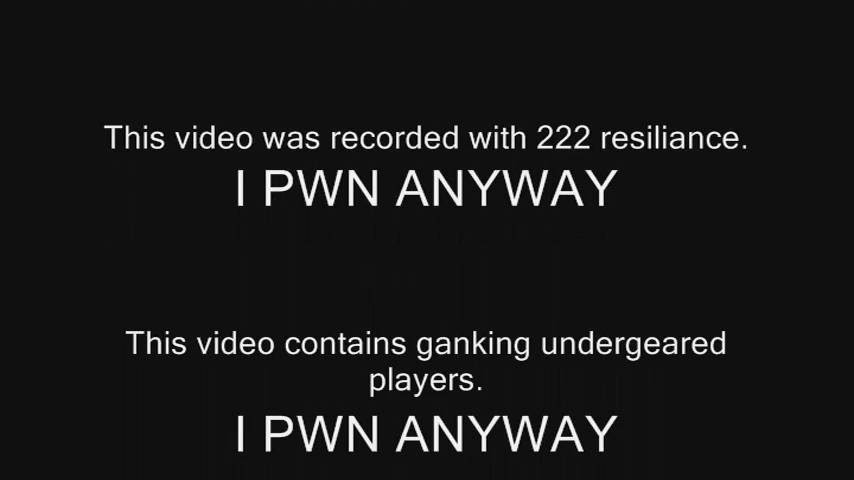 This video was recorded with 222 resiliance.
I PWN ANYWAY
This video contains ganking undergeared
players.
I PWN ANYWAY